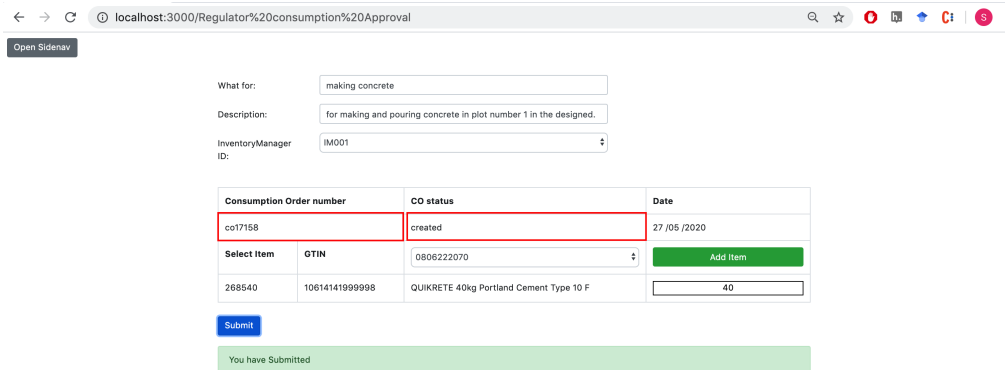 localhost:3000/Regulator%20consumption%20Approval
S
Open Sidenav
What for:
making concrete
Description:
for making and pouring concrete in plot number 1 in the designed.
InventoryManager
ID:
IM001
Consumption Order number CO status Date
co17158 created 27 /05 /2020
Select Item GTIN 0806222070 Add Item
268540 10614141999998 QUIKRETE 40kg Portland Cement Type 10 F 40
Submit
You have Submitted